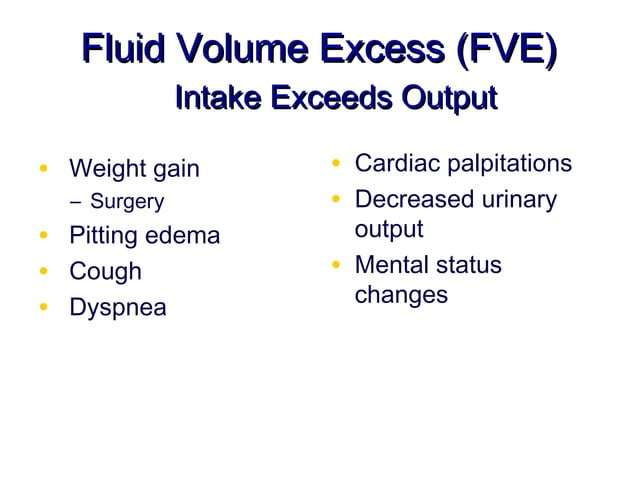 Fluid Volume Excess (FVE)
Intake Exceeds Output
• Weight gain
– Surgery
• Pitting edema
• Cough
• Dyspnea
• Cardiac palpitations
• Decreased urinary
output
• Mental status
changes